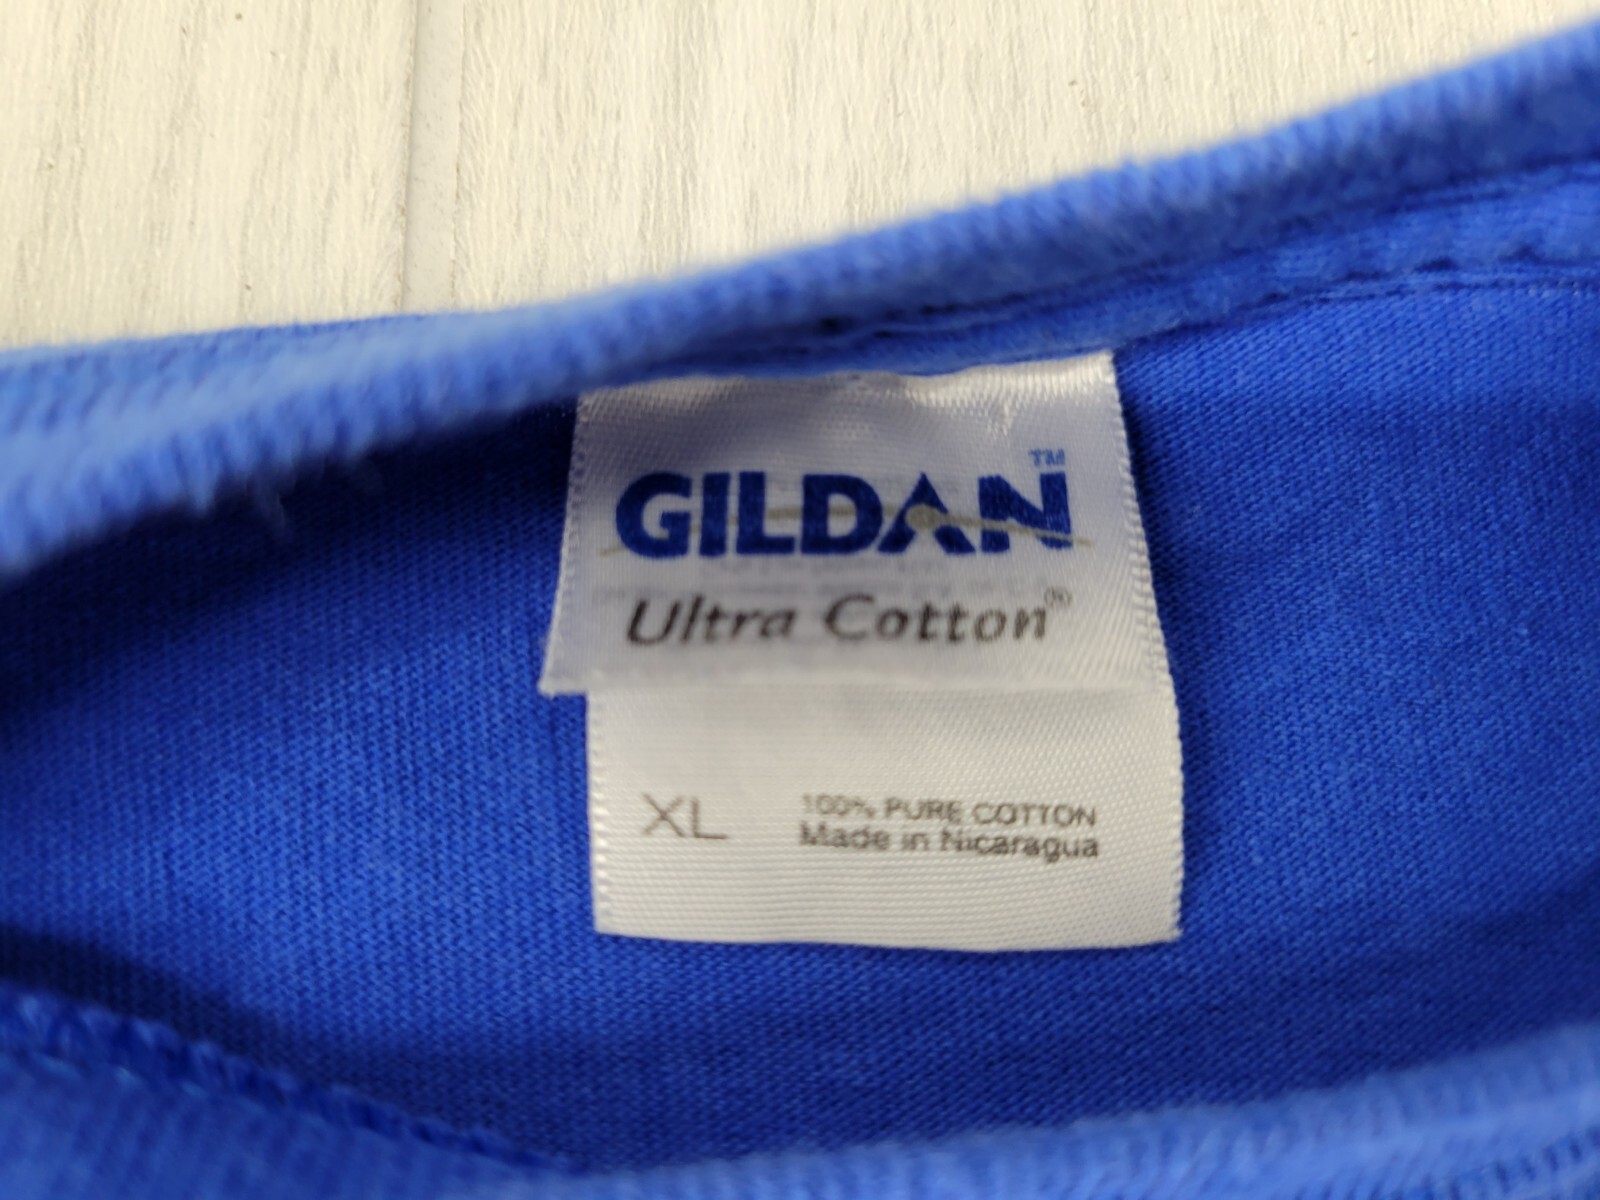 GILDAN™
Ultra Cotton®
XL
100% PURE COTTON
Made in Nicaragua